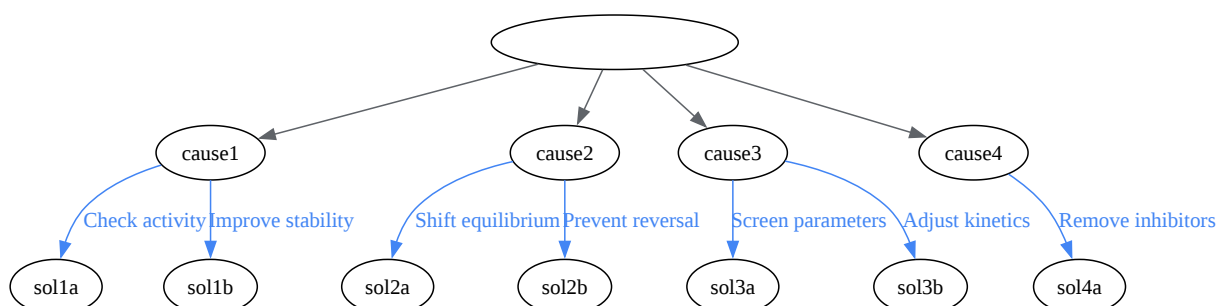 cause1
cause2
cause3
cause4
Check activity
Improve stability
Shift equilibrium
Prevent reversal
Screen parameters
Adjust kinetics
Remove inhibitors
sol1a
sol1b
sol2a
sol2b
sol3a
sol3b
sol4a